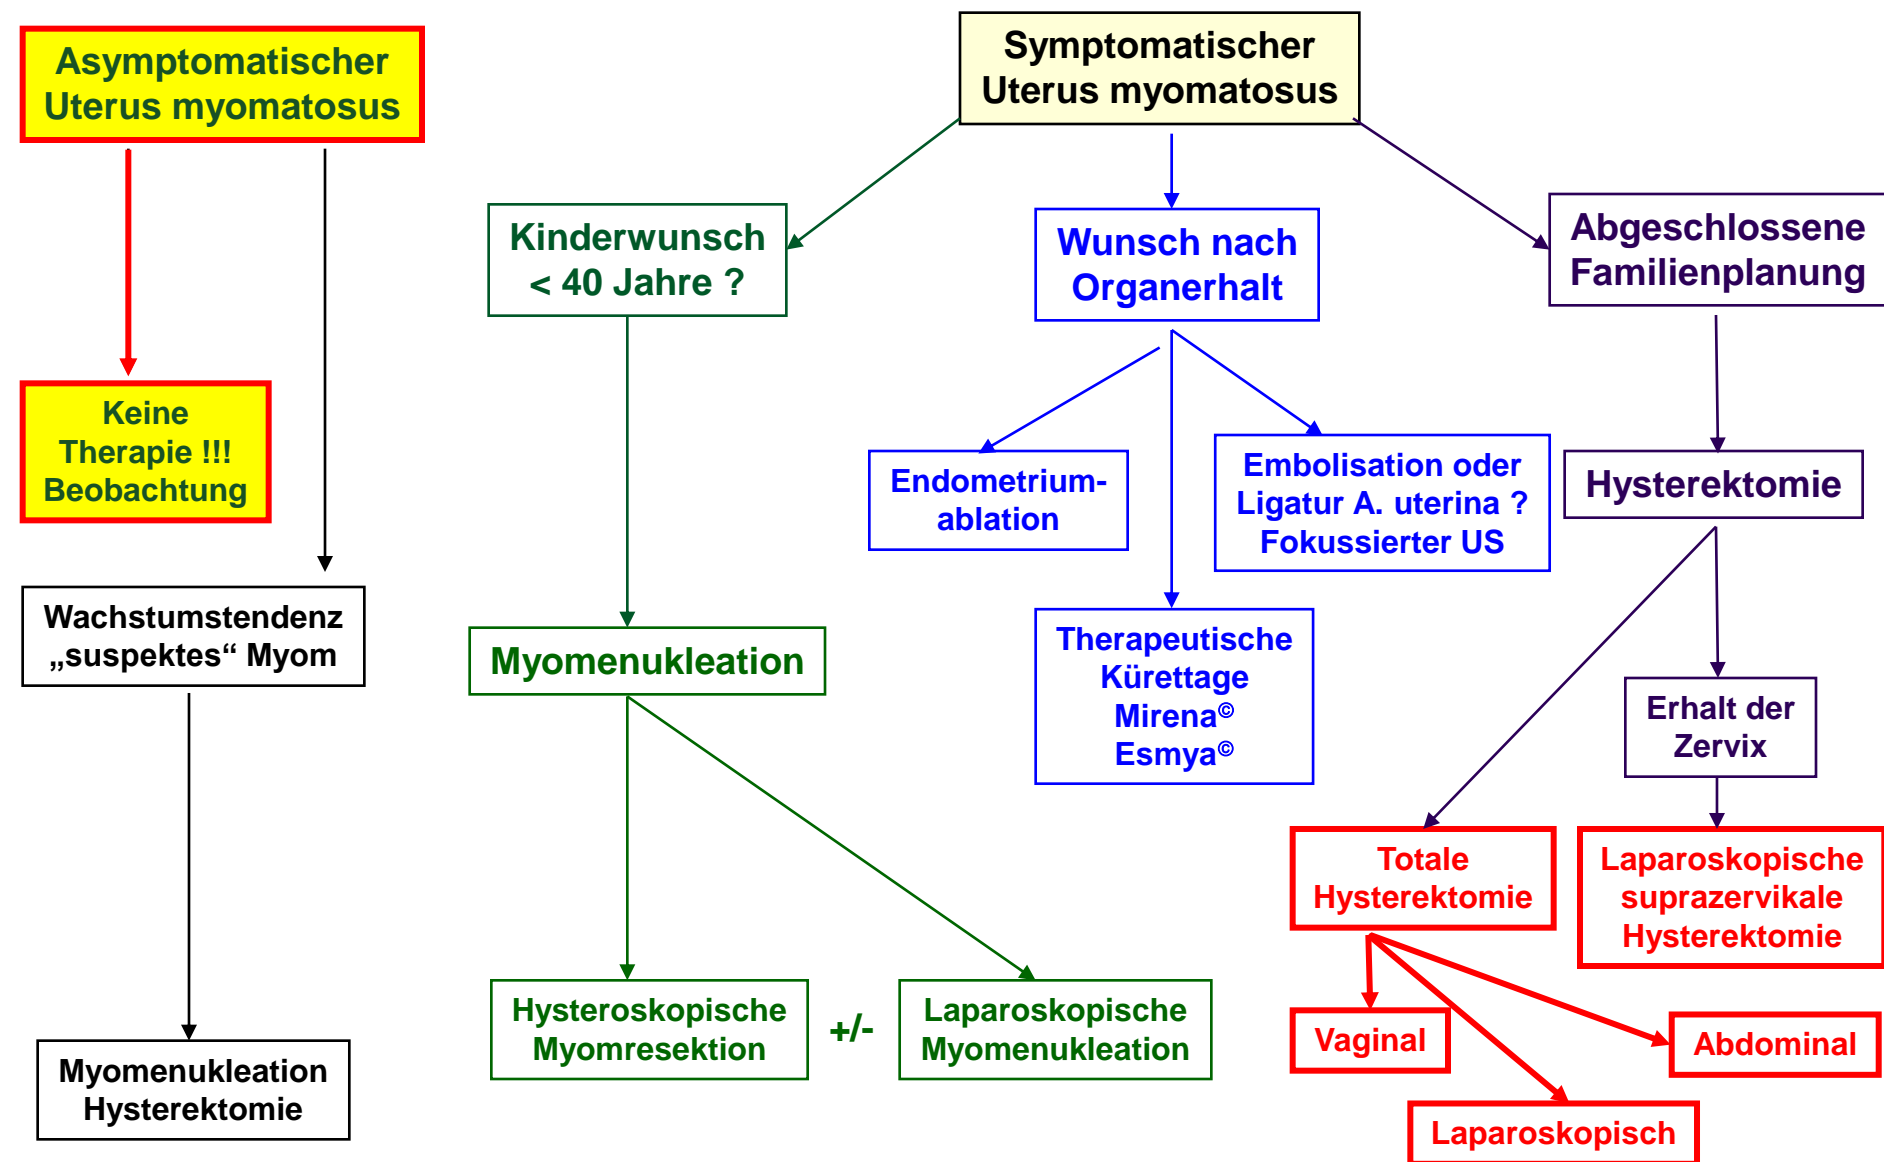 Asymptomatischer
Uterus myomatosus
Symptomatischer
Uterus myomatosus
Kinderwunsch
< 40 Jahre ?
Wunsch nach
Organerhalt
Abgeschlossene
Familienplanung
Keine
Therapie !!!
Beobachtung
Endometrium-
ablation
Embolisation oder
Ligatur A. uterina ?
Fokussierter US
Hysterektomie
Wachstumstendenz
„suspektes“ Myom
Myomenukleation
Therapeutische
Kürettage
Mirena©
Esmya©
Erhalt der
Zervix
Totale
Hysterektomie
Laparoskopische
suprazervikale
Hysterektomie
Myomenukleation
Hysterektomie
Hysteroskopische
Myomresektion
+/-
Laparoskopische
Myomenukleation
Vaginal
Abdominal
Laparoskopisch